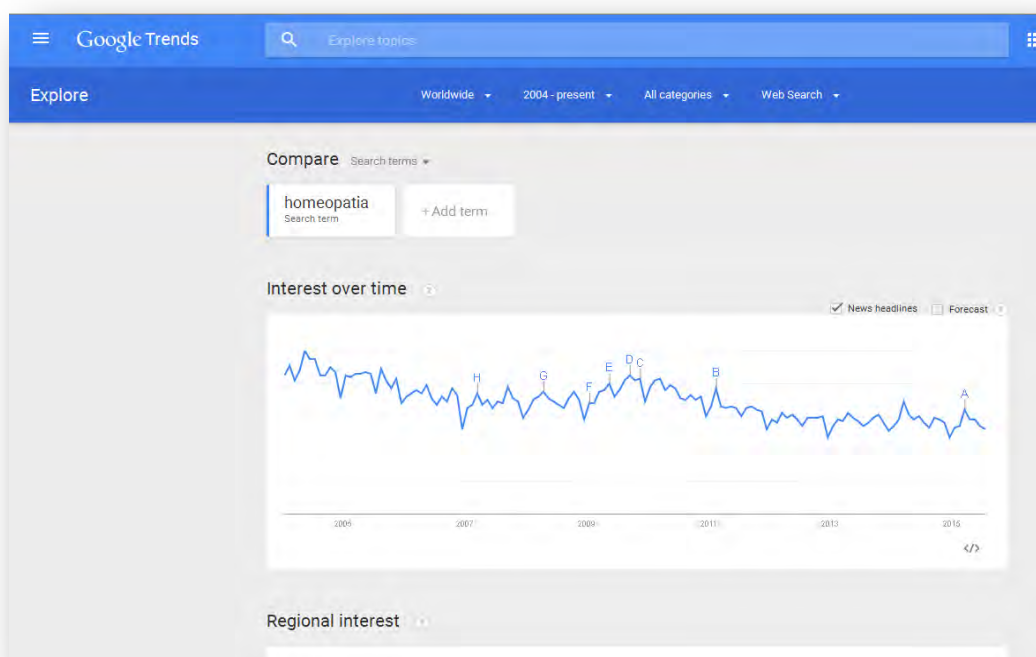 Google Trends
Explore topics
Explore
Worldwide
2004 - present
All categories
Web Search
Compare Search terms
homeopatia
Search term
+ Add term
Interest over time ?
News headlines
Forecast ?
A
B
C
D
E
F
G
H
2005
2007
2009
2011
2013
2015
</>
Regional interest